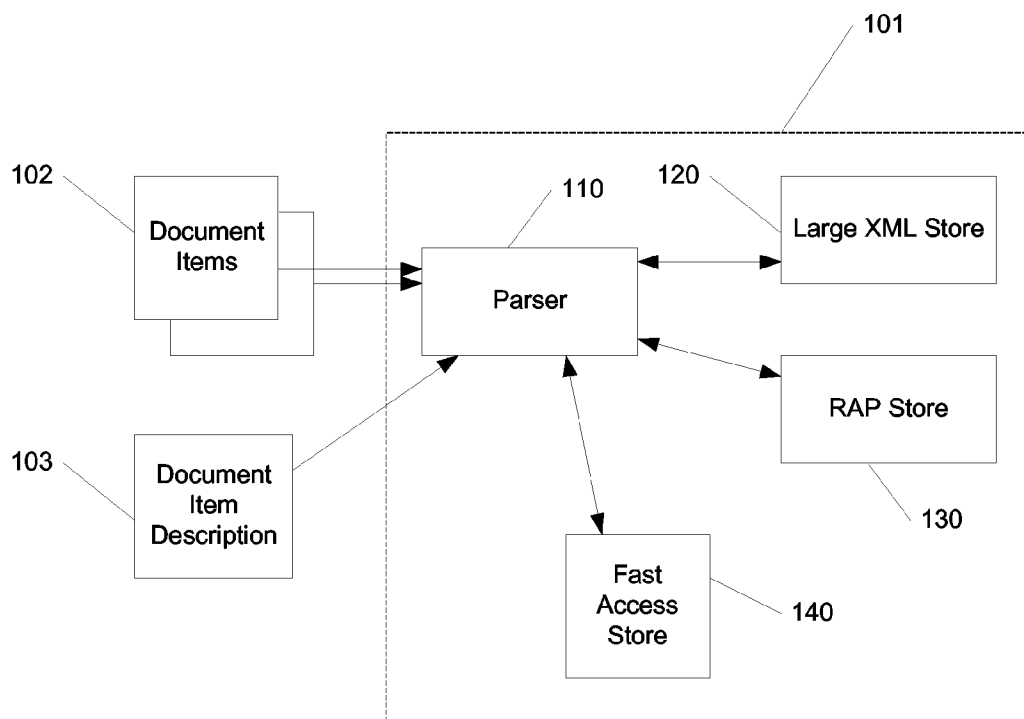 101
102
Document
Items
110
Parser
120
Large XML Store
RAP Store
130
103
Document
Item
Description
Fast
Access
Store
140